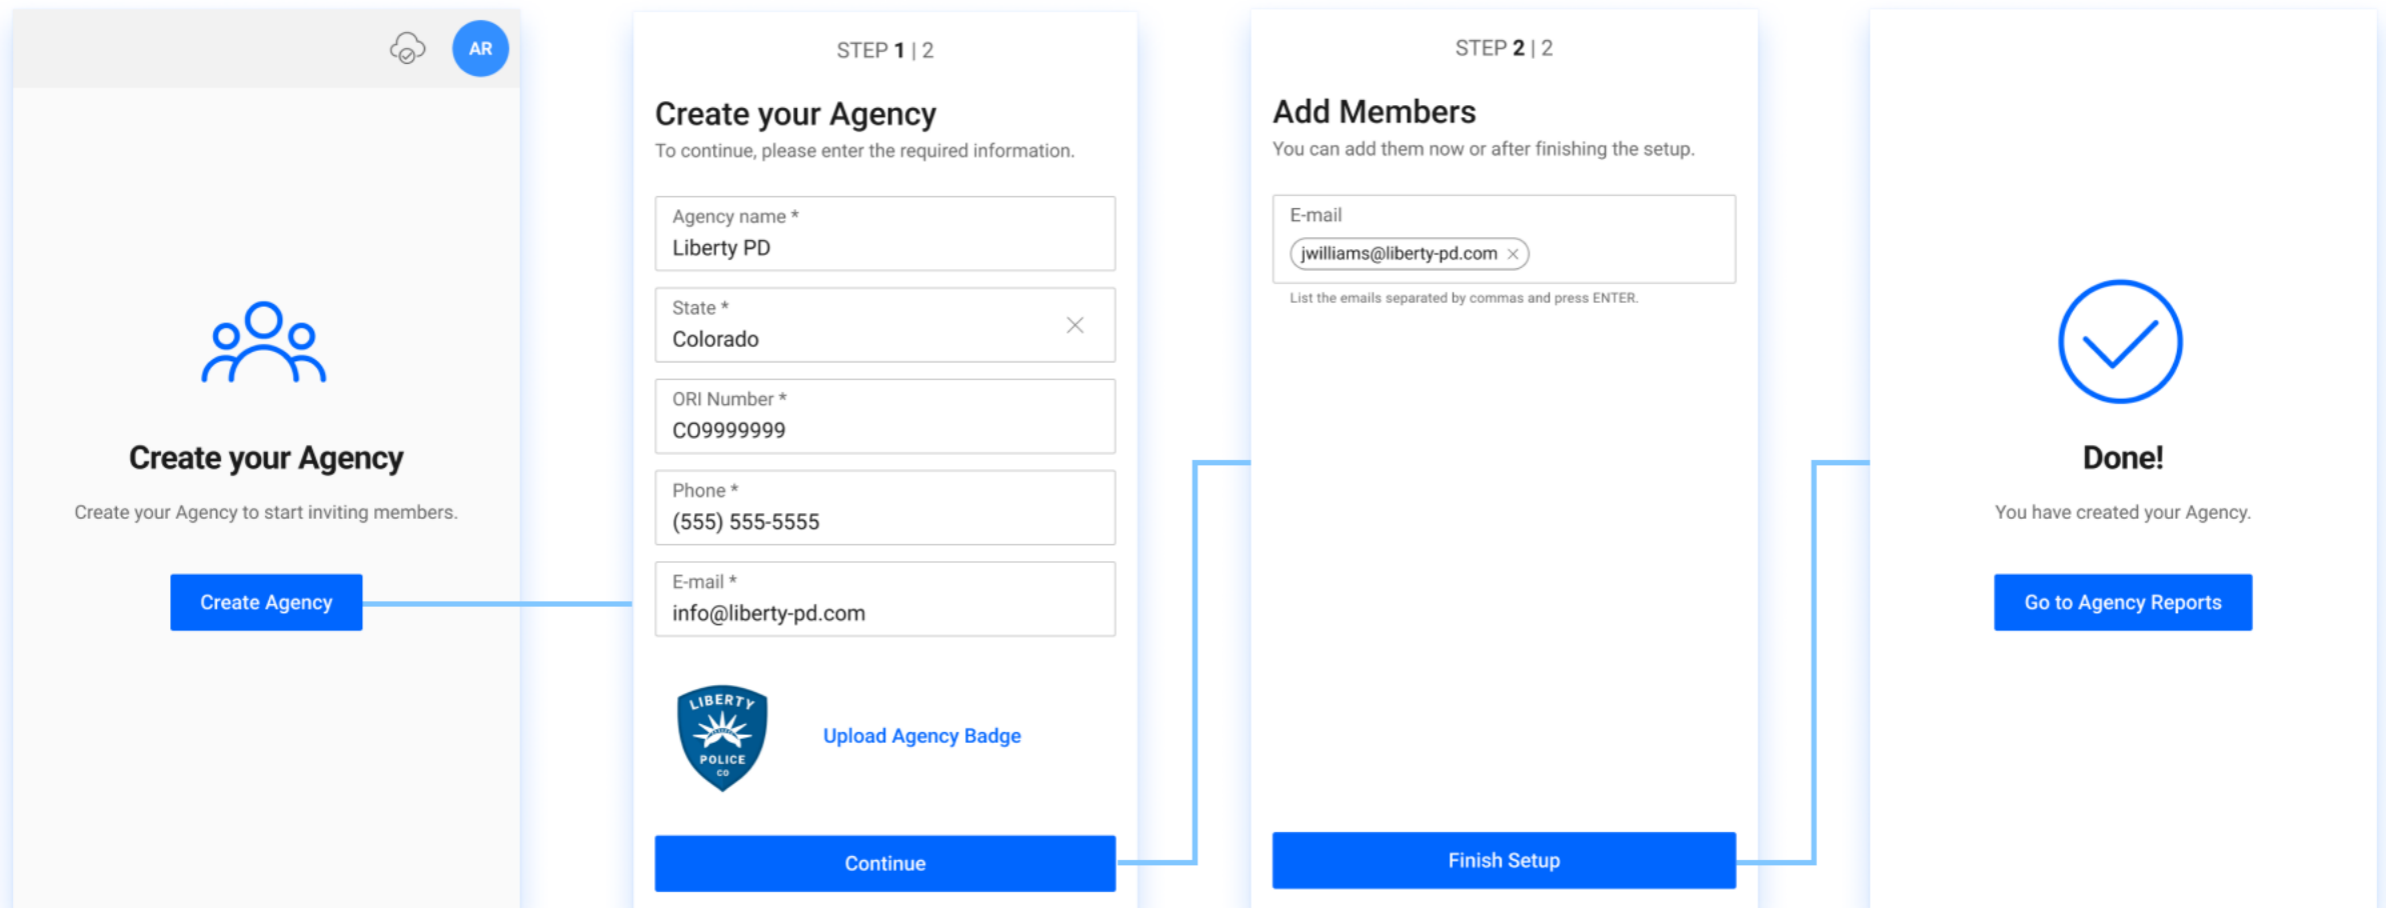 AR
Create your Agency
Create your Agency to start inviting members.
Create Agency
STEP 1 | 2
Create your Agency
To continue, please enter the required information.
Agency name *
Liberty PD
State *
Colorado
ORI Number *
CO9999999
Phone *
(555) 555-5555
E-mail *
info@liberty-pd.com
LIBERTY
POLICE
CO
Upload Agency Badge
Continue
STEP 2 | 2
Add Members
You can add them now or after finishing the setup.
E-mail
jwilliams@liberty-pd.com
List the emails separated by commas and press ENTER.
Finish Setup
Done!
You have created your Agency.
Go to Agency Reports